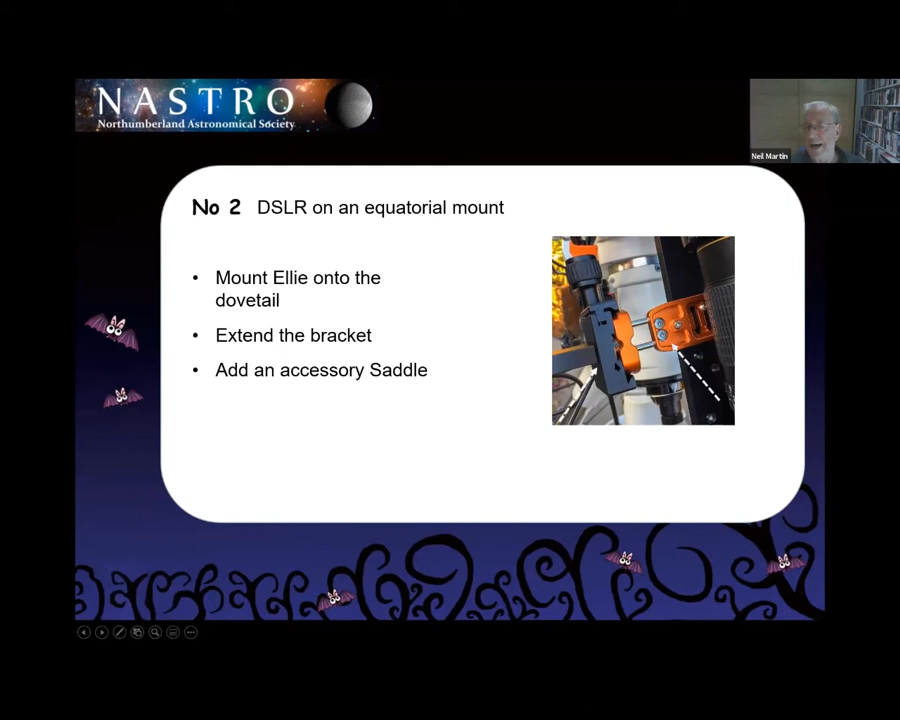 NASTRO
Northumberland Astronomical Society
Neil Martin
No 2 DSLR on an equatorial mount
• Mount Ellie onto the
dovetail
• Extend the bracket
• Add an accessory Saddle